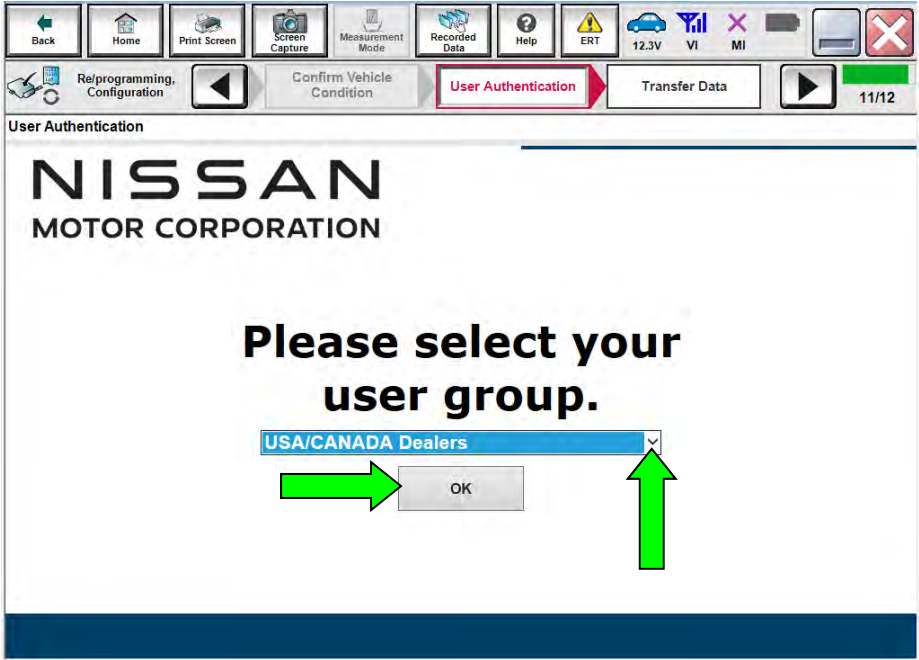 Back
Home
Print Screen
Screen
Capture
Measurement
Mode
Recorded
Data
Help
ERT
12.3V
VI
MI
Re/programming,
Configuration
Confirm Vehicle
Condition
User Authentication
Transfer Data
11/12
User Authentication
NISSAN
MOTOR CORPORATION
Please select your
user group.
USA/CANADA Dealers
OK